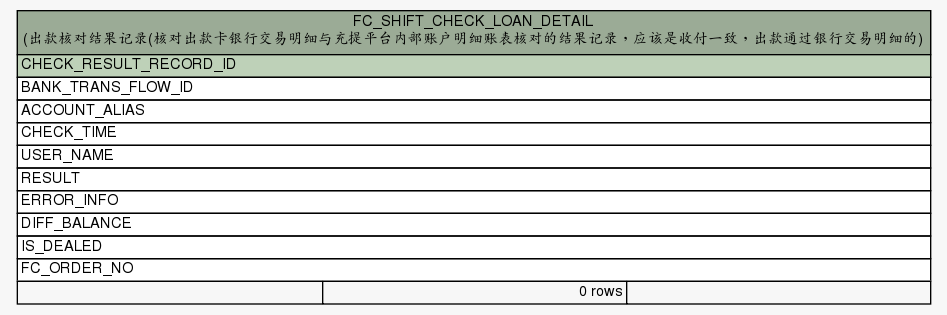 FC_SHIFT_CHECK_LOAN_DETAIL
(出款核对结果记录(核对出款卡银行交易明细与充提平台内部账户明细账表核对的结果记录，应该是收付一致，出款通过银行交易明细的)
CHECK_RESULT_RECORD_ID
BANK_TRANS_FLOW_ID
ACCOUNT_ALIAS
CHECK_TIME
USER_NAME
RESULT
ERROR_INFO
DIFF_BALANCE
IS_DEALED
FC_ORDER_NO
0 rows